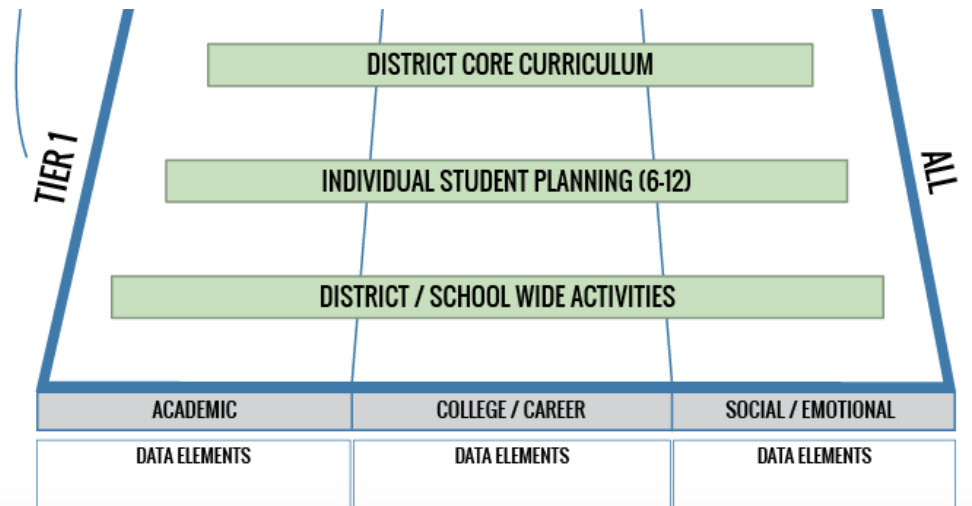 DISTRICT CORE CURRICULUM
TIER 1
ALL
INDIVIDUAL STUDENT PLANNING (6-12)
DISTRICT / SCHOOL WIDE ACTIVITIES
ACADEMIC
COLLEGE / CAREER
SOCIAL / EMOTIONAL
DATA ELEMENTS
DATA ELEMENTS
DATA ELEMENTS